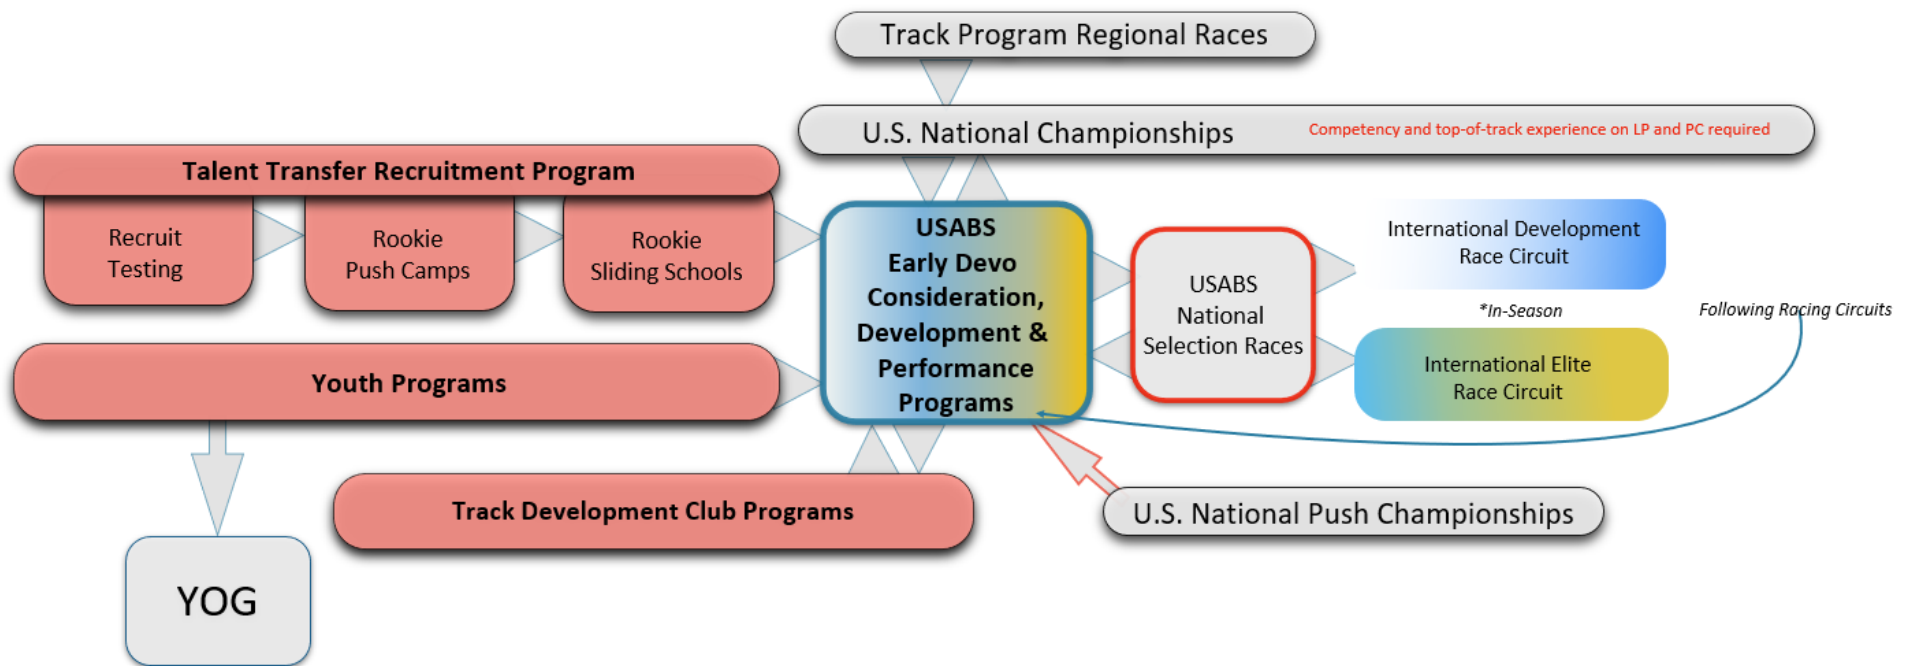 Track Program Regional Races
U.S. National Championships
Competency and top-of-track experience on LP and PC required
Talent Transfer Recruitment Program
Recruit
Testing
Rookie
Push Camps
Rookie
Sliding Schools
USABS
Early Devo
Consideration,
Development &
Performance
Programs
USABS
National
Selection Races
International Development
Race Circuit
*In-Season
Following Racing Circuits
International Elite
Race Circuit
Youth Programs
Track Development Club Programs
U.S. National Push Championships
YOG